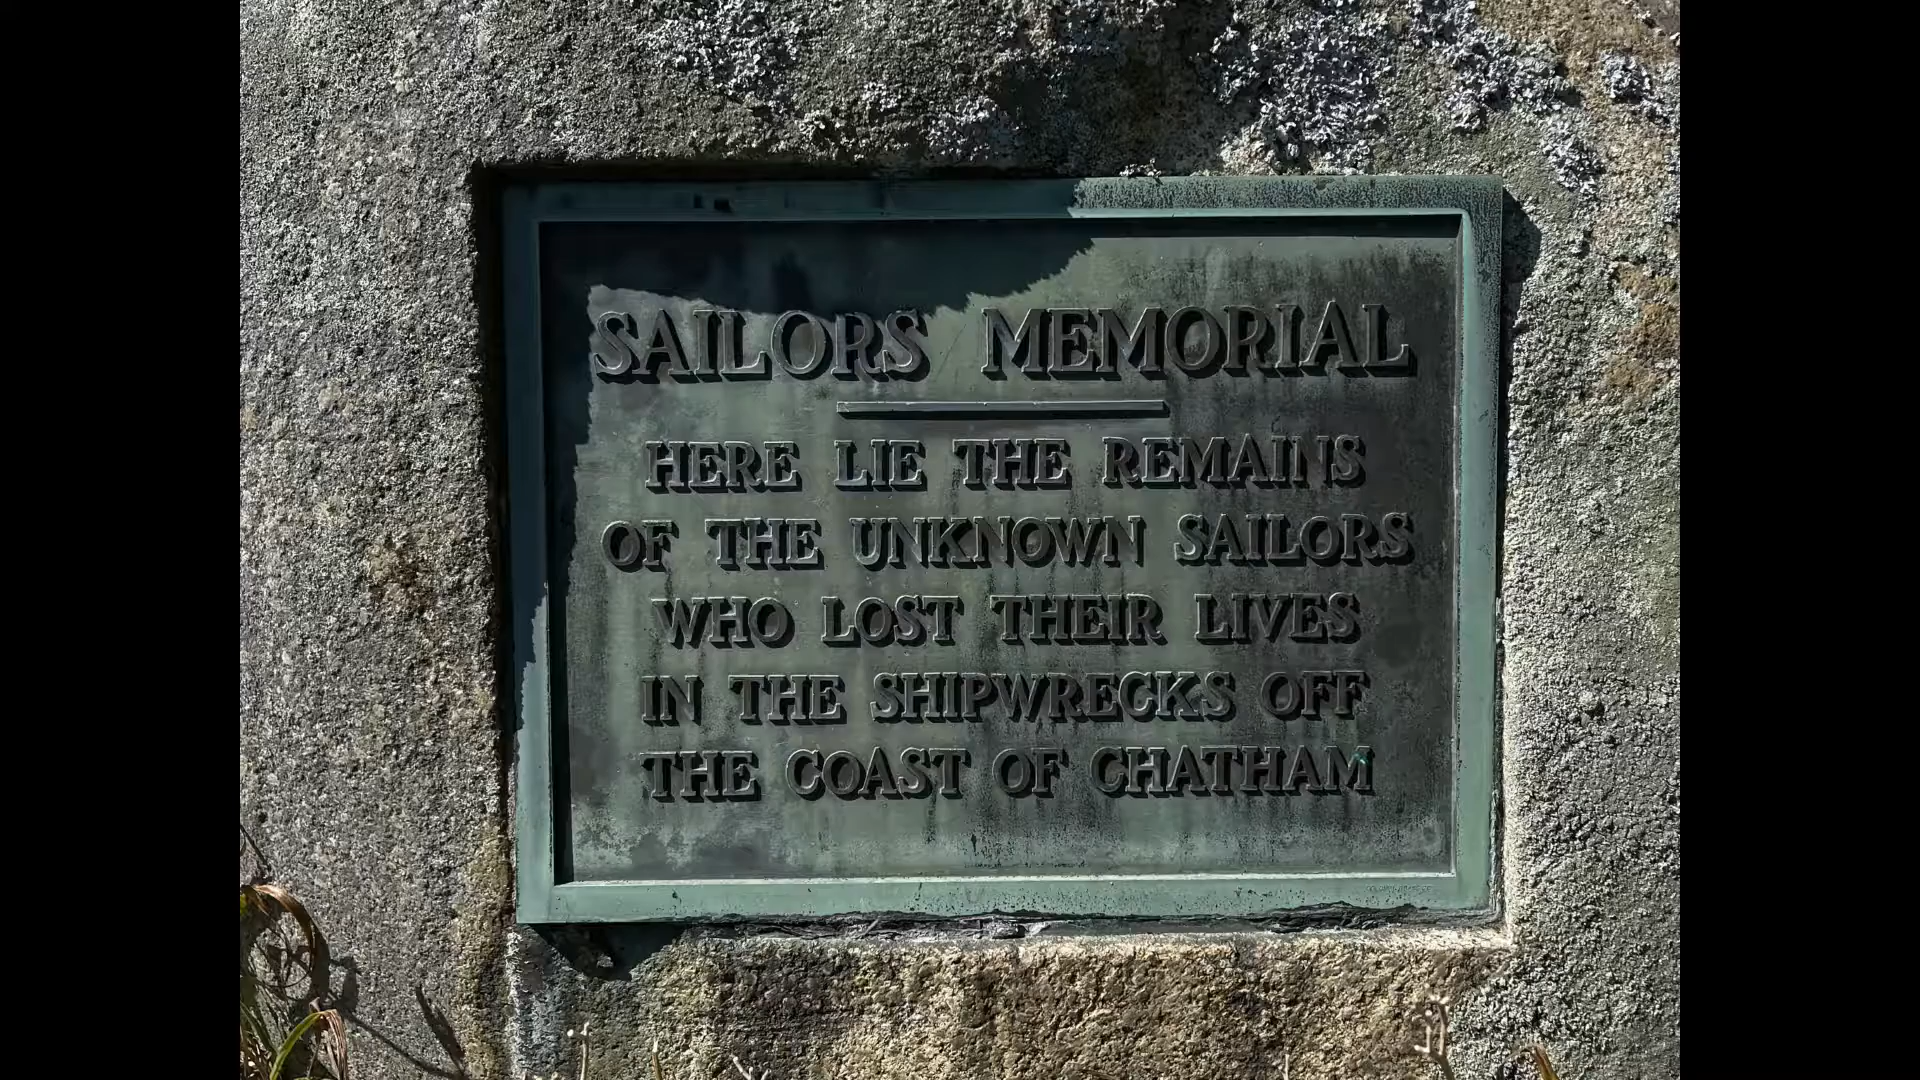 SAILORS MEMORIAL
HERE LIE THE REMAINS
OF THE UNKNOWN SAILORS
WHO LOST THEIR LIVES
IN THE SHIPWRECKS OFF
THE COAST OF CHATHAM